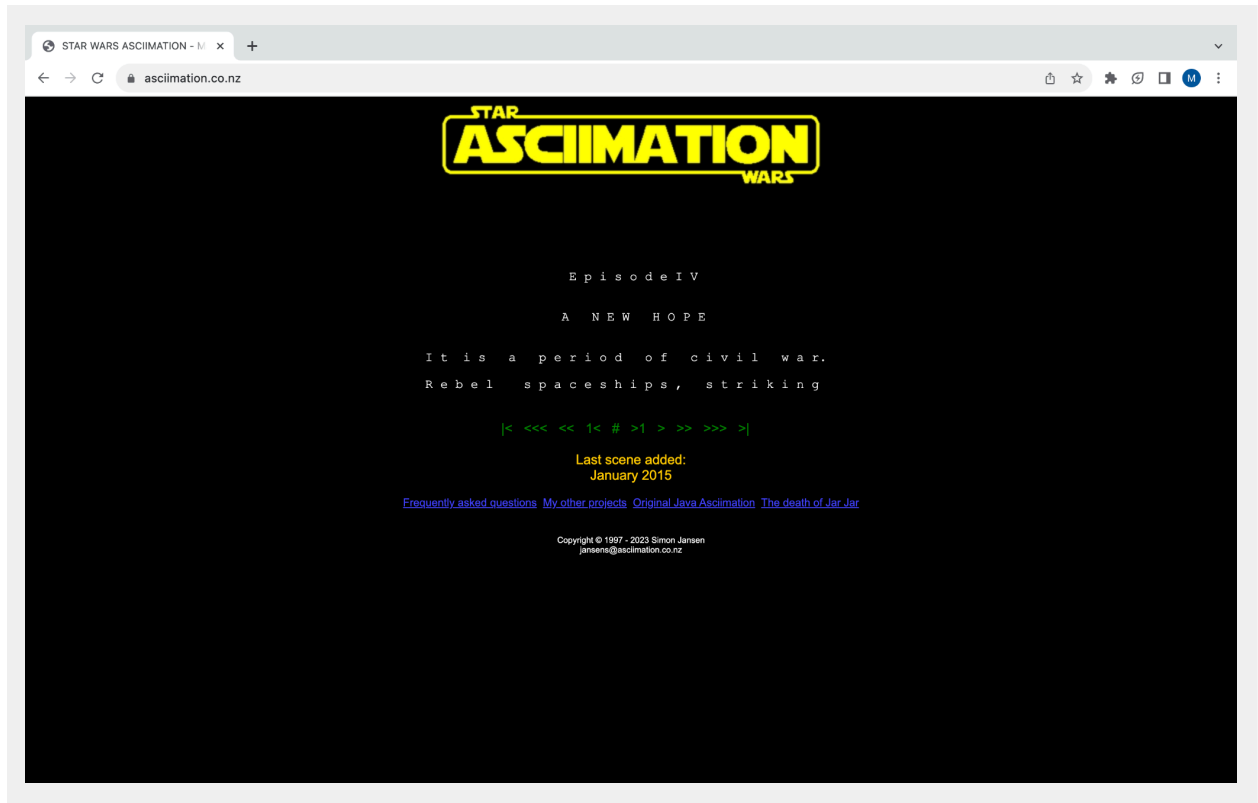 STAR WARS ASCIIMATION - M
asciimation.co.nz
M
STAR
ASCIIMATION
WARS
E p i s o d e I V
A N E W H O P E
I t i s a p e r i o d o f c i v i l w a r.
R e b e l s p a c e s h i p s , s t r i k i n g
|< <<< << 1< # >1 > >> >>> >|
Last scene added:
January 2015
Frequently asked questions My other projects Original Java Asciimation The death of Jar Jar
Copyright © 1997 - 2023 Simon Jansen
jansens@asciimation.co.nz